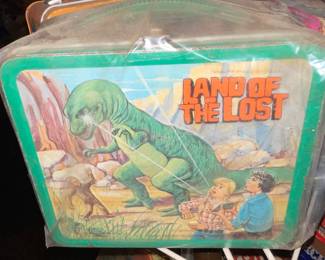 LAND OF
THE LOST